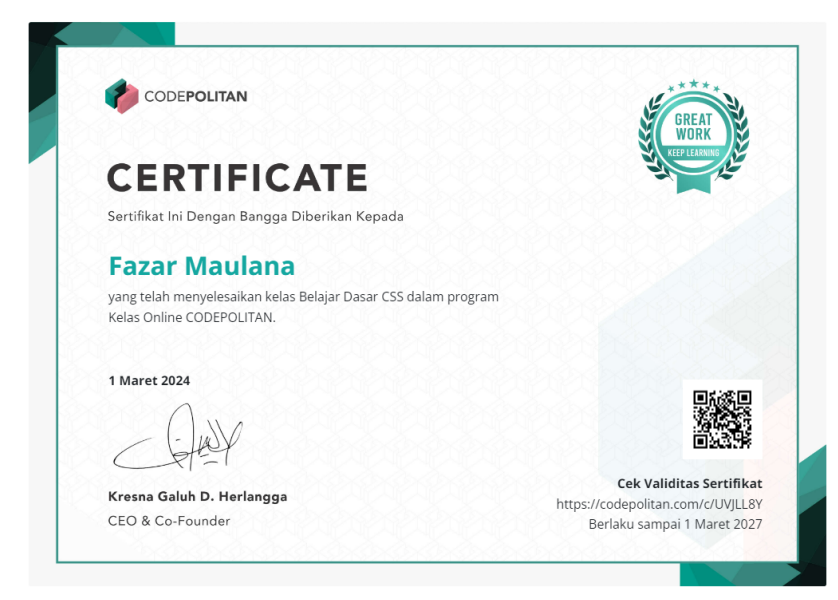 CODEPOLITAN
GREAT
WORK
KEEP LEARNING
CERTIFICATE
Sertifikat Ini Dengan Bangga Diberikan Kepada
Fazar Maulana
yang telah menyelesaikan kelas Belajar Dasar CSS dalam program
Kelas Online CODEPOLITAN.
1 Maret 2024
Kresna Galuh D. Herlangga
CEO & Co-Founder
Cek Validitas Sertifikat
https://codepolitan.com/c/UVJLL8Y
Berlaku sampai 1 Maret 2027